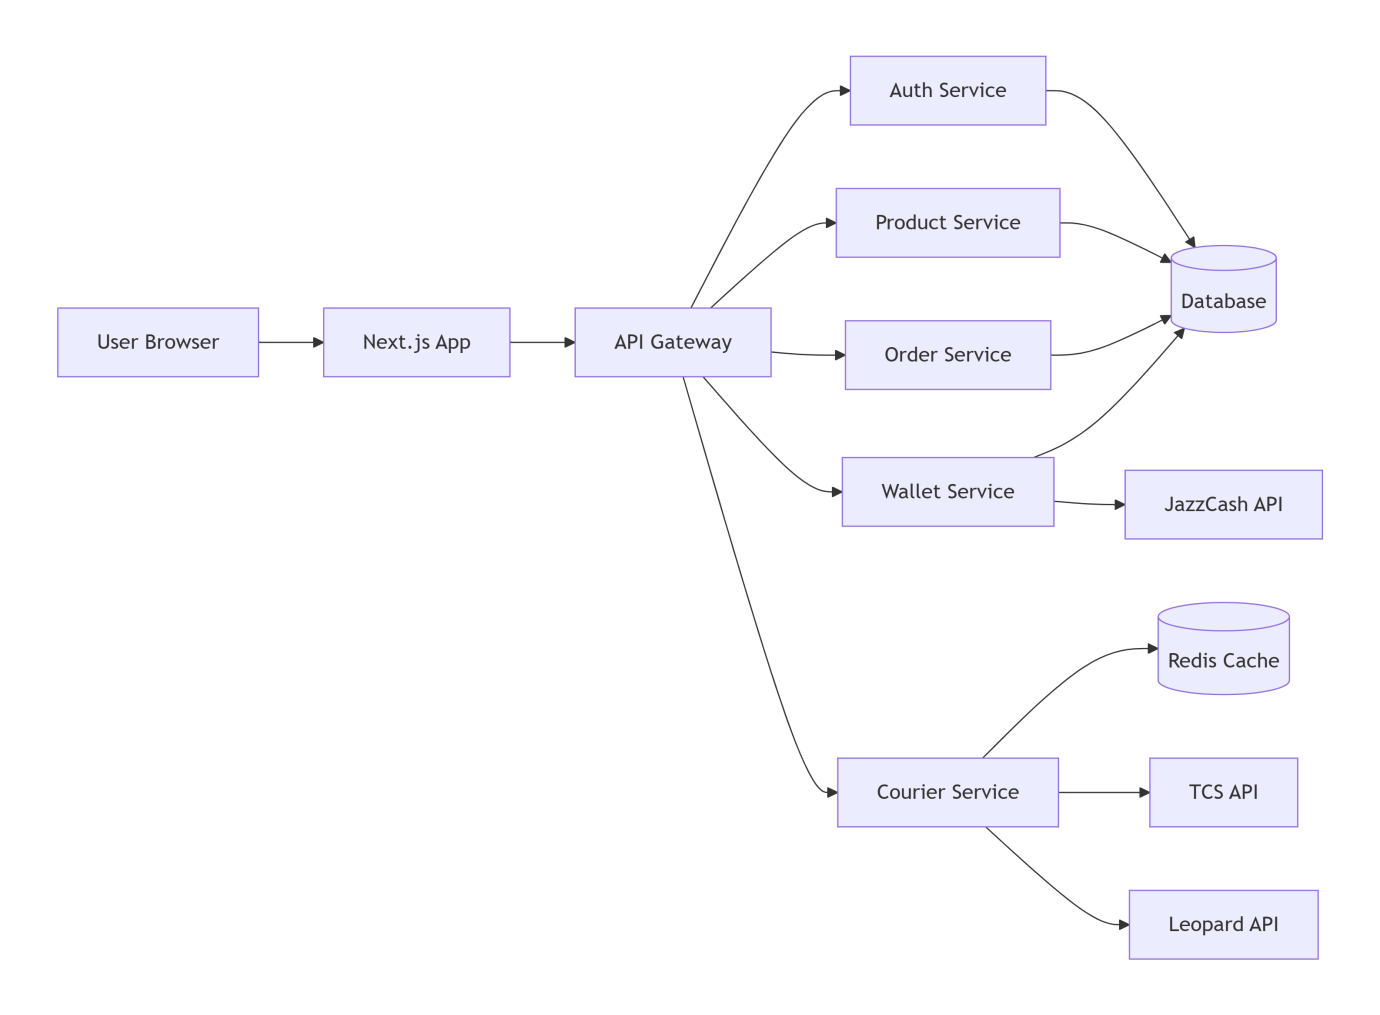 User Browser
Next.js App
API Gateway
Auth Service
Product Service
Order Service
Wallet Service
Courier Service
Database
JazzCash API
Redis Cache
TCS API
Leopard API